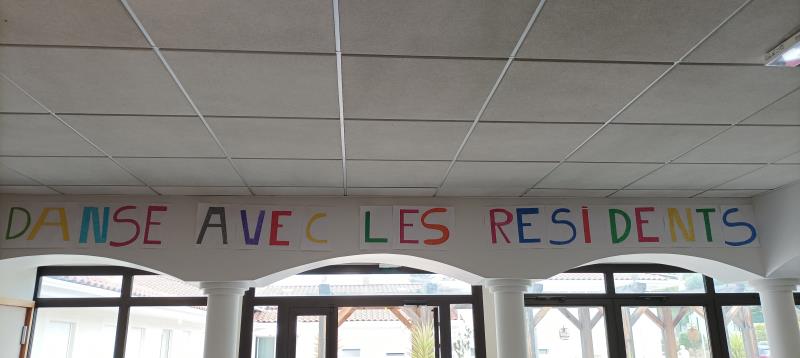 DANSE AVEC LES RESiDENTS